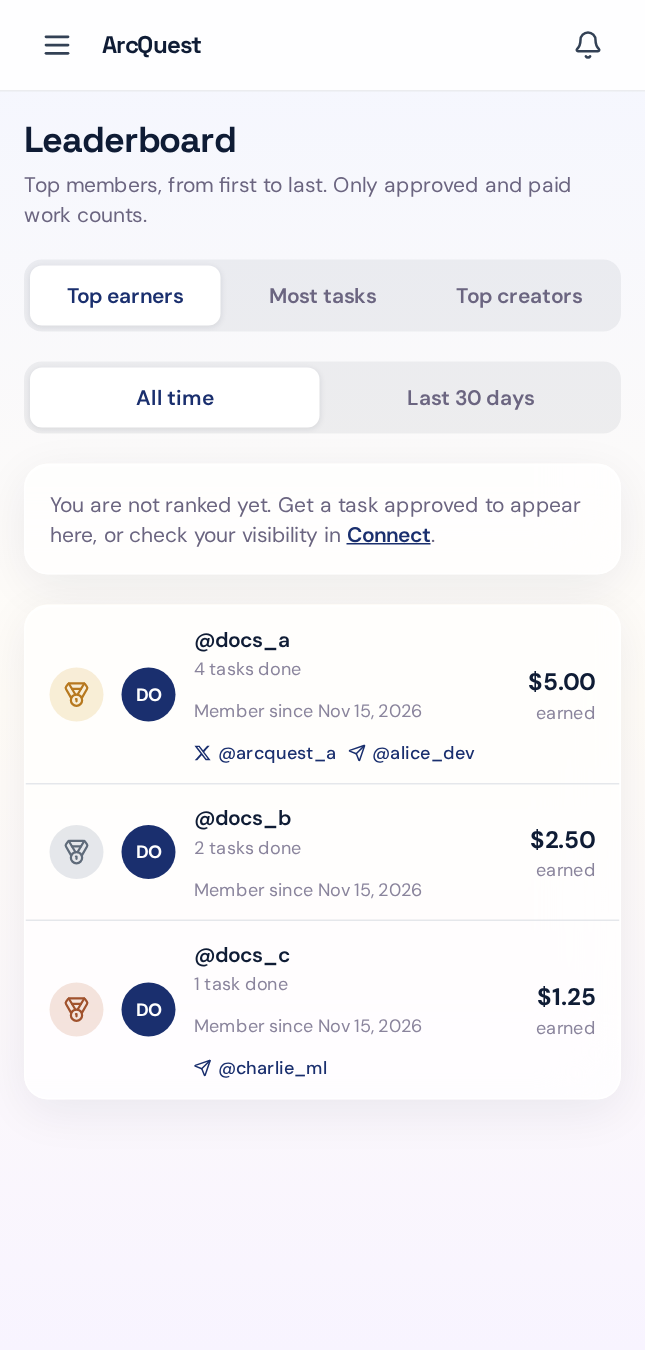 ArcQuest
Leaderboard
Top members, from first to last. Only approved and paid
work counts.
Top earners
Most tasks
Top creators
All time
Last 30 days
You are not ranked yet. Get a task approved to appear
here, or check your visibility in Connect.
DO
@docs_a
4 tasks done
Member since Nov 15, 2026
@arcquest_a @alice_dev
$5.00
earned
DO
@docs_b
2 tasks done
Member since Nov 15, 2026
$2.50
earned
DO
@docs_c
1 task done
Member since Nov 15, 2026
@charlie_ml
$1.25
earned